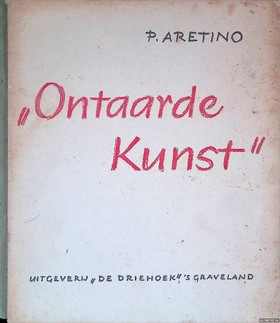 P. ARETINO
„Ontaarde
Kunst"
UITGEVERIJ „DE DRIEHOEK" 'S GRAVELAND